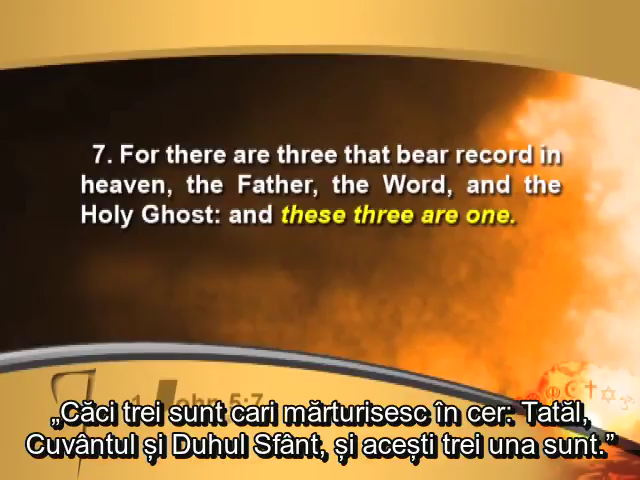 7. For there are three that bear record in
heaven, the Father, the Word, and the
Holy Ghost: and these three are one.
1 John 5:7
„Căci trei sunt cari mărturisesc în cer: Tatăl,
Cuvântul și Duhul Sfânt, și acești trei una sunt.”